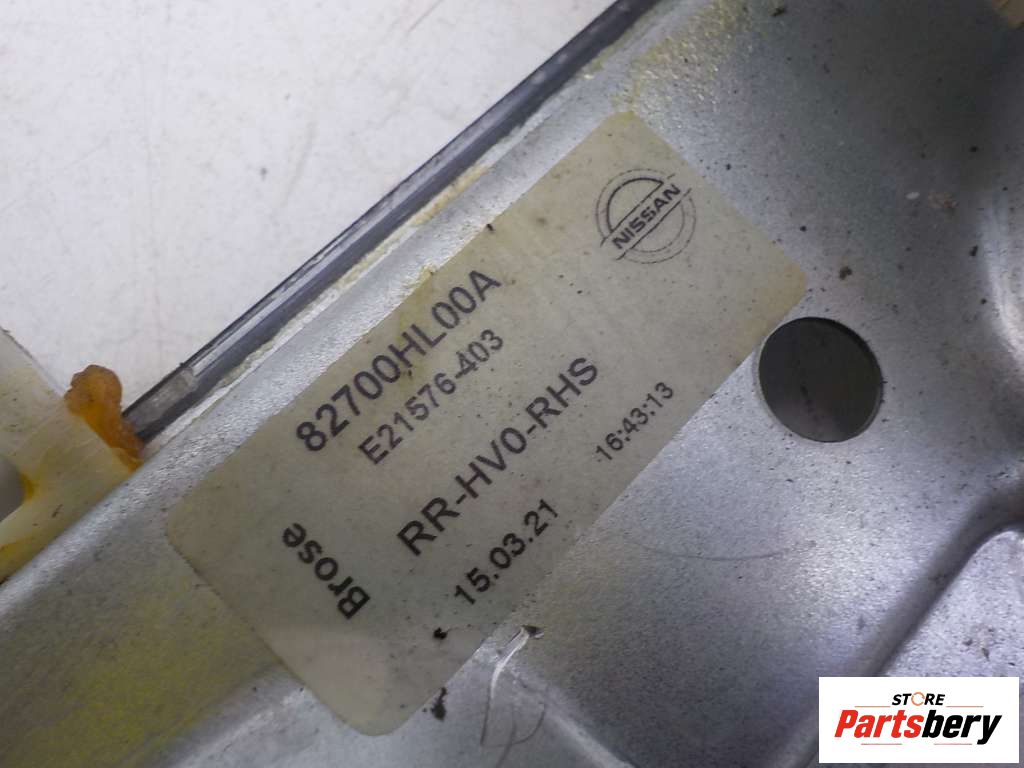 NISSAN
82700HL00A
E21576-403
Brose
RR-HV0-RHS
15.03.21
16:43:13
STORE
Partsbery